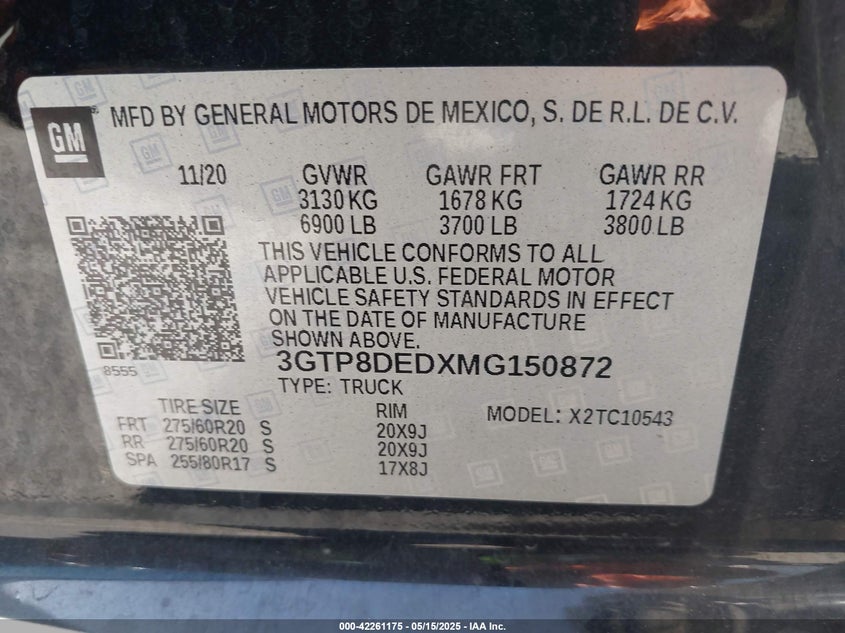 GM
MFD BY GENERAL MOTORS DE MEXICO, S. DE R.L. DE C.V.
11/20 GVWR GAWR FRT GAWR RR
3130 KG 1678 KG 1724 KG
6900 LB 3700 LB 3800 LB
THIS VEHICLE CONFORMS TO ALL
APPLICABLE U.S. FEDERAL MOTOR
VEHICLE SAFETY STANDARDS IN EFFECT
ON THE DATE OF MANUFACTURE
SHOWN ABOVE.
8555
3GTP8DEDXMG150872
TYPE: TRUCK
TIRE SIZE RIM MODEL: X2TC10543
FRT 275/60R20 S 20X9J
RR 275/60R20 S 20X9J
SPA 255/80R17 S 17X8J
000-42261175 - 05/15/2025 - IAA Inc.